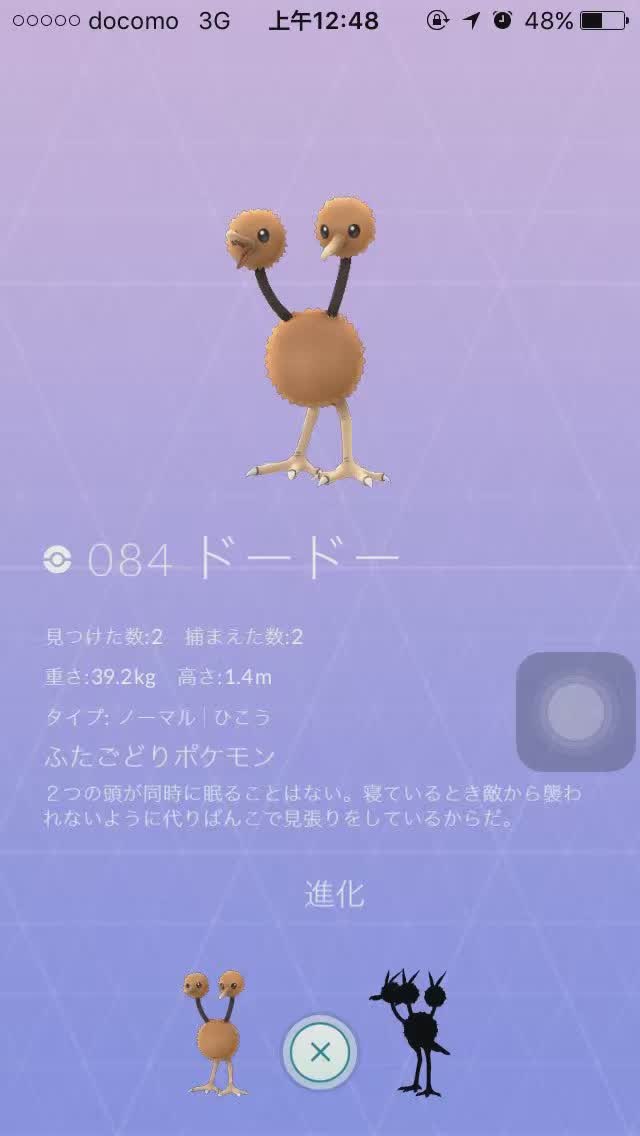 docomo 3G 上午12:48 48%
084 ドードー
見つけた数:2 捕まえた数:2
重さ:39.2kg 高さ:1.4m
タイプ: ノーマル | ひこう
ふたごどりポケモン
２つの頭が同時に眠ることはない。寝ているとき敵から襲わ
れないように代りばんこで見張りをしているからだ。
進化